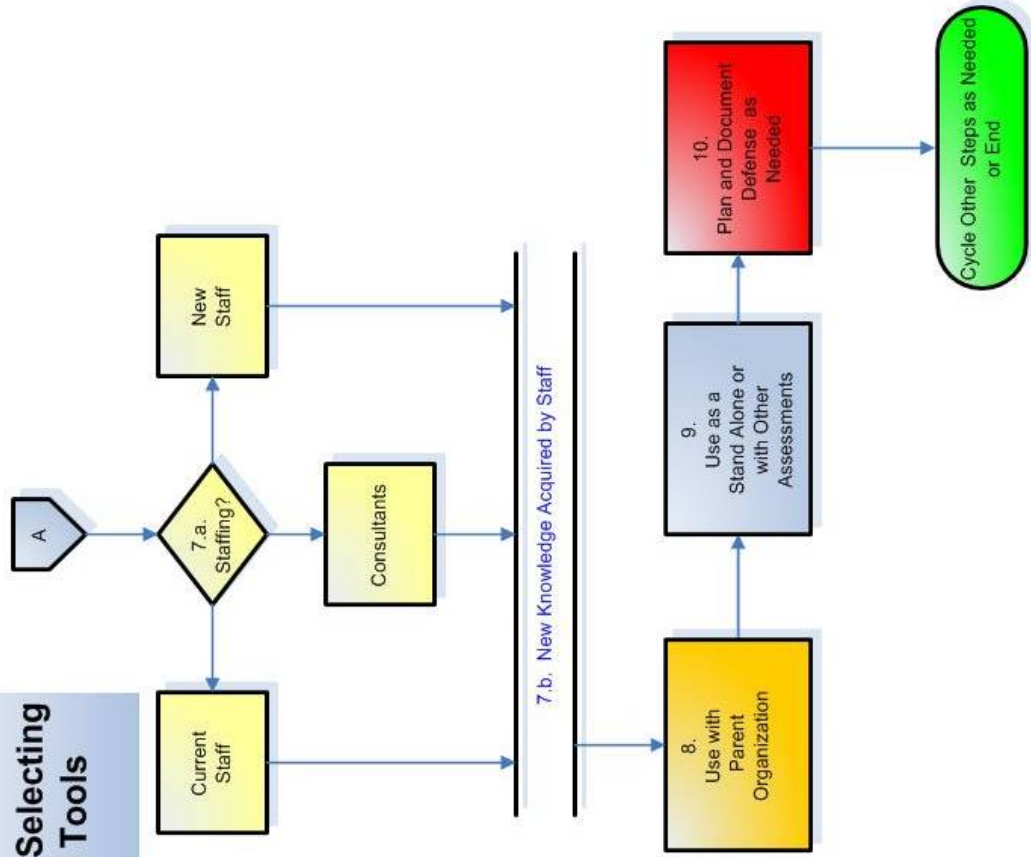 Selecting
Tools
A
7.a.
Staffing?
Current
Staff
Consultants
New
Staff
7.b. New Knowledge Acquired by Staff
8.
Use with
Parent
Organization
9.
Use as a
Stand Alone or
with Other
Assessments
10.
Plan and Document
Defense as
Needed
Cycle Other Steps as Needed
or End